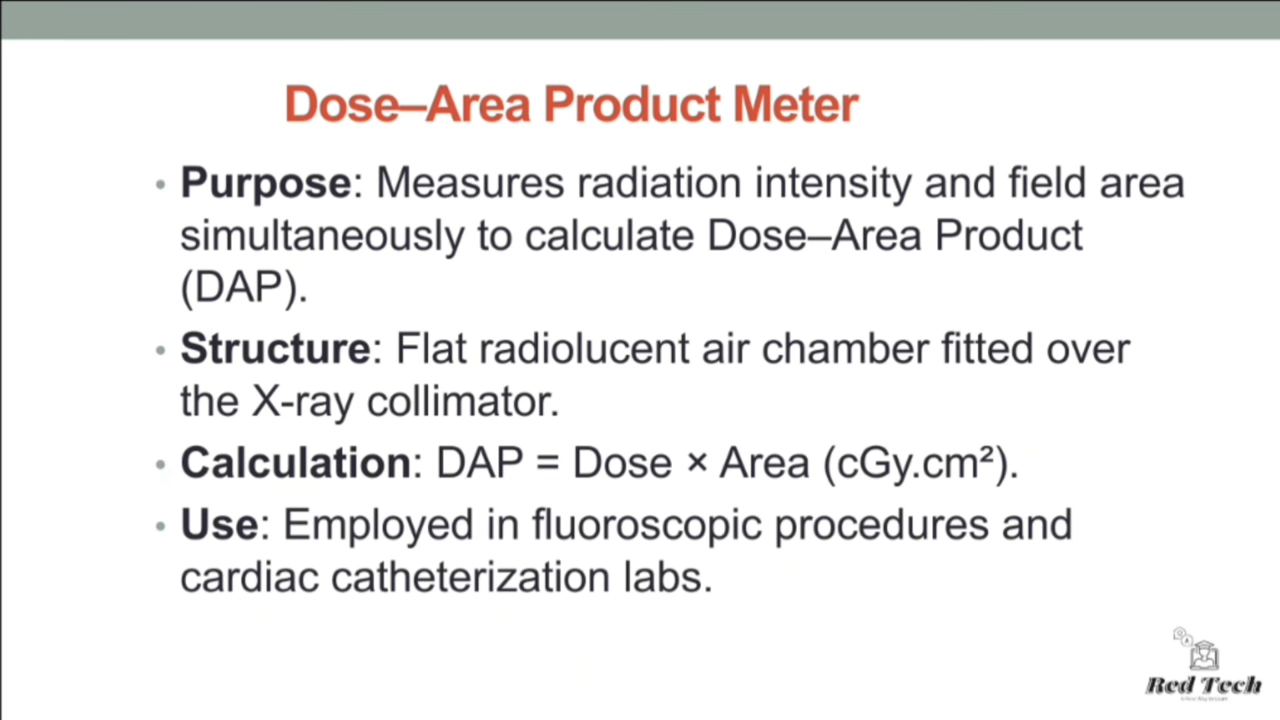 Dose–Area Product Meter
• Purpose: Measures radiation intensity and field area
simultaneously to calculate Dose–Area Product
(DAP).
• Structure: Flat radiolucent air chamber fitted over
the X-ray collimator.
• Calculation: DAP = Dose × Area (cGy.cm²).
• Use: Employed in fluoroscopic procedures and
cardiac catheterization labs.
Red Tech